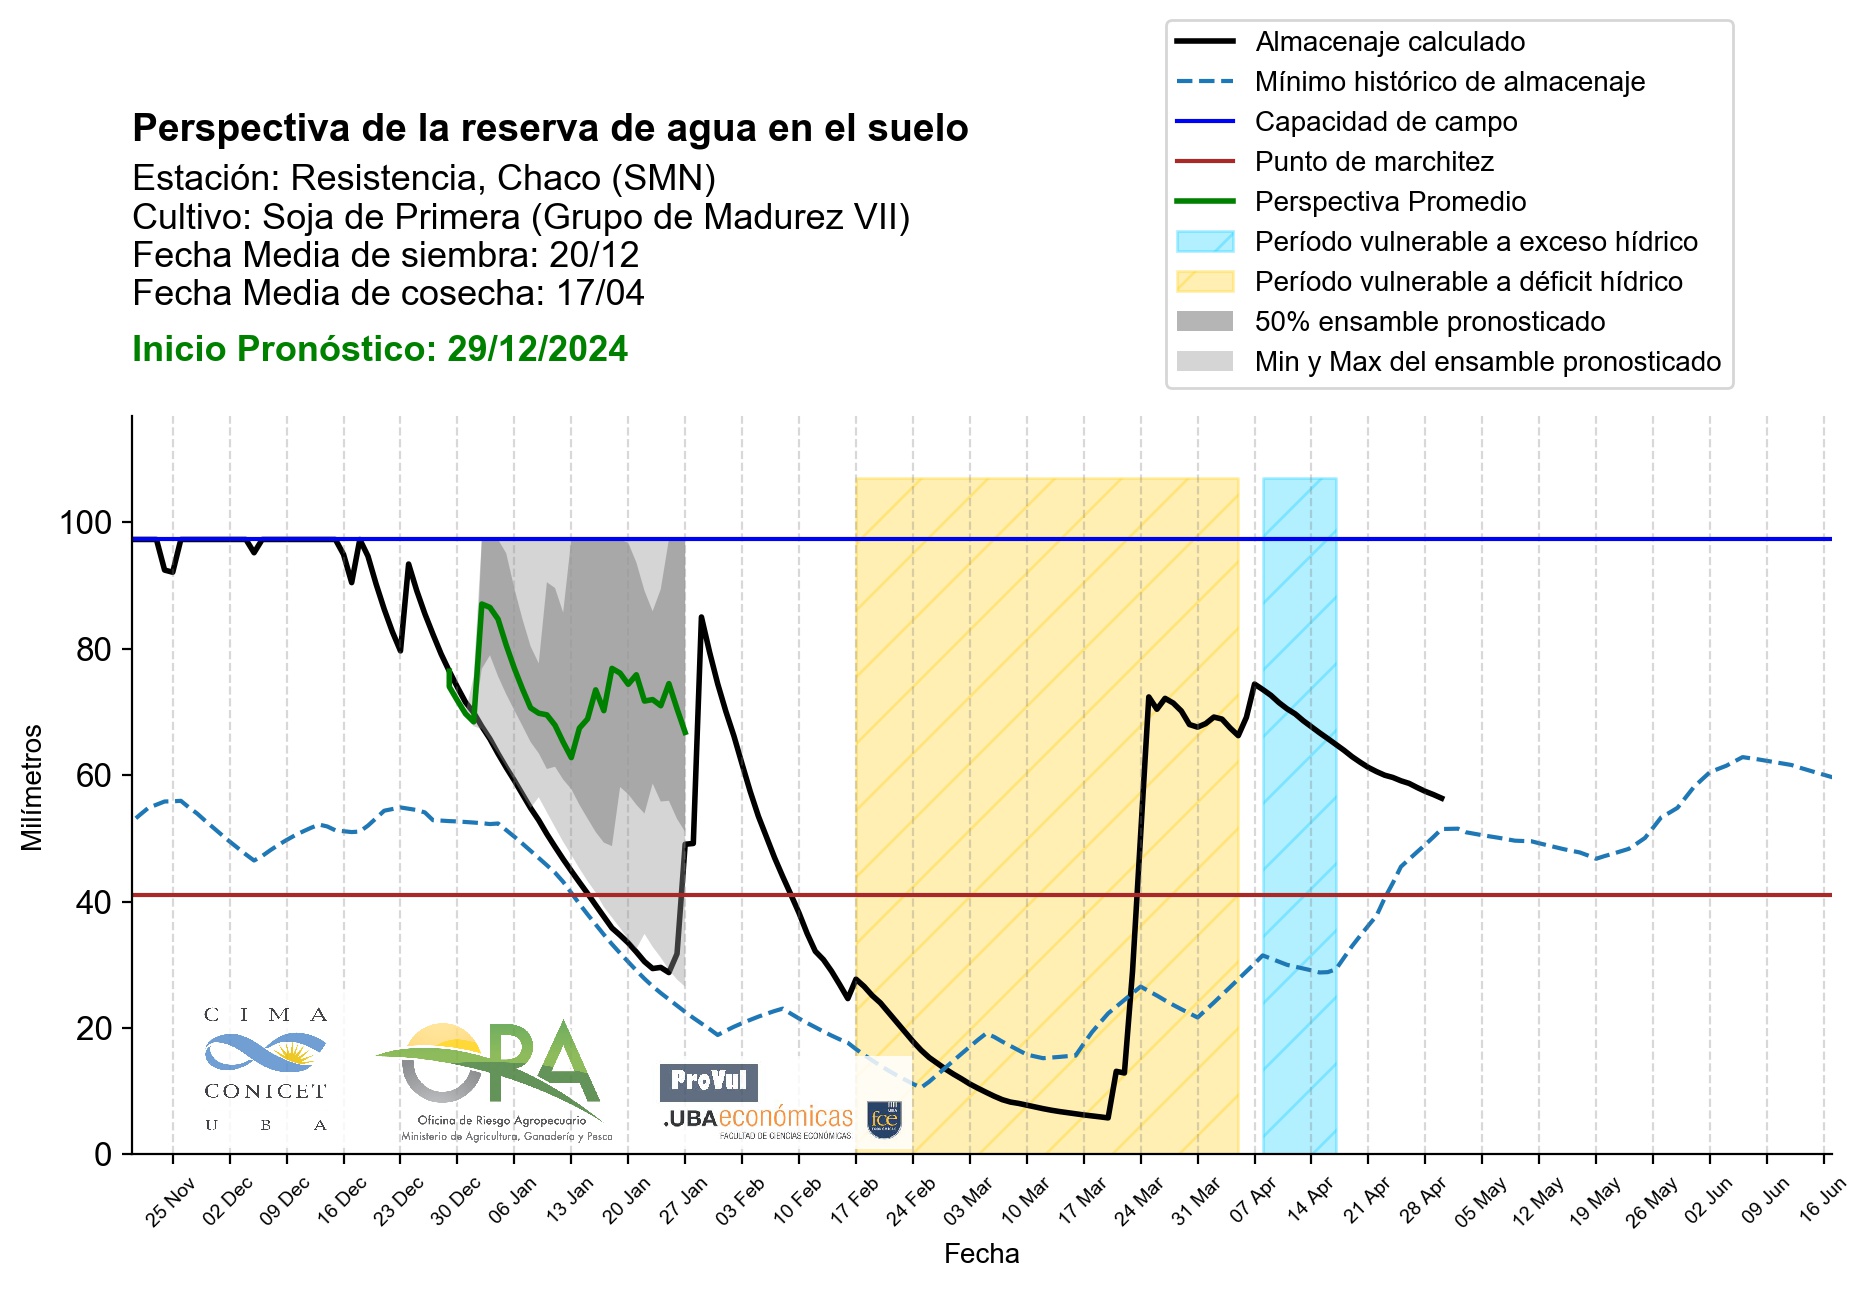 Almacenaje calculado
Mínimo histórico de almacenaje
Capacidad de campo
Punto de marchitez
Perspectiva Promedio
Período vulnerable a exceso hídrico
Período vulnerable a déficit hídrico
50% ensamble pronosticado
Min y Max del ensamble pronosticado
Perspectiva de la reserva de agua en el suelo
Estación: Resistencia, Chaco (SMN)
Cultivo: Soja de Primera (Grupo de Madurez VII)
Fecha Media de siembra: 20/12
Fecha Media de cosecha: 17/04
Inicio Pronóstico: 29/12/2024
Milímetros
100
80
60
40
20
0
CIMA
CONICET
UBA
ORA
Oficina de Riesgo Agropecuario
Ministerio de Agricultura, Ganadería y Pesca
ProVul
.UBAeconómicas
FACULTAD DE CIENCIAS ECONÓMICAS
UBA
fce
ECONÓMICAS
25 Nov
02 Dec
09 Dec
16 Dec
23 Dec
30 Dec
06 Jan
13 Jan
20 Jan
27 Jan
03 Feb
10 Feb
17 Feb
24 Feb
03 Mar
10 Mar
17 Mar
24 Mar
31 Mar
07 Apr
14 Apr
21 Apr
28 Apr
05 May
12 May
19 May
26 May
02 Jun
09 Jun
16 Jun
Fecha